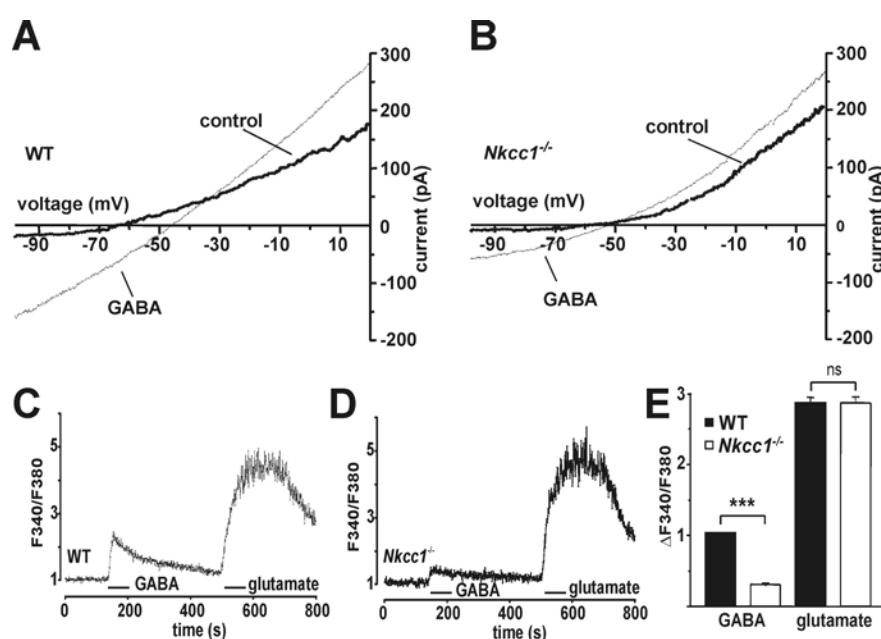 A
300
200
control
WT
100
voltage (mV)
0
-90 -70 -50 -30 -10 10
-100
GABA
-200
current (pA)
B
300
200
control
Nkcc1-/-
100
voltage (mV)
0
-90 -70 -50 -30 -10 10
-100
GABA
-200
current (pA)
C
F340/F380
5
3
1
WT
GABA
glutamate
0 200 400 600 800
time (s)
D
F340/F380
5
3
1
Nkcc1-/-
GABA
glutamate
0 200 400 600 800
time (s)
E
ns
3
WT
Nkcc1-/-
2
***
1
ΔF340/F380
GABA glutamate